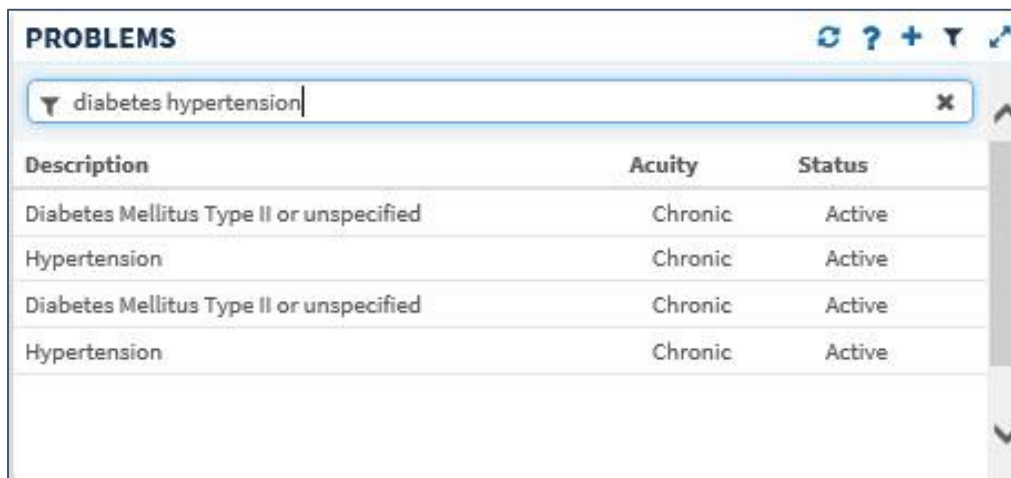 PROBLEMS
diabetes hypertension
Description Acuity Status
Diabetes Mellitus Type II or unspecified Chronic Active
Hypertension Chronic Active
Diabetes Mellitus Type II or unspecified Chronic Active
Hypertension Chronic Active